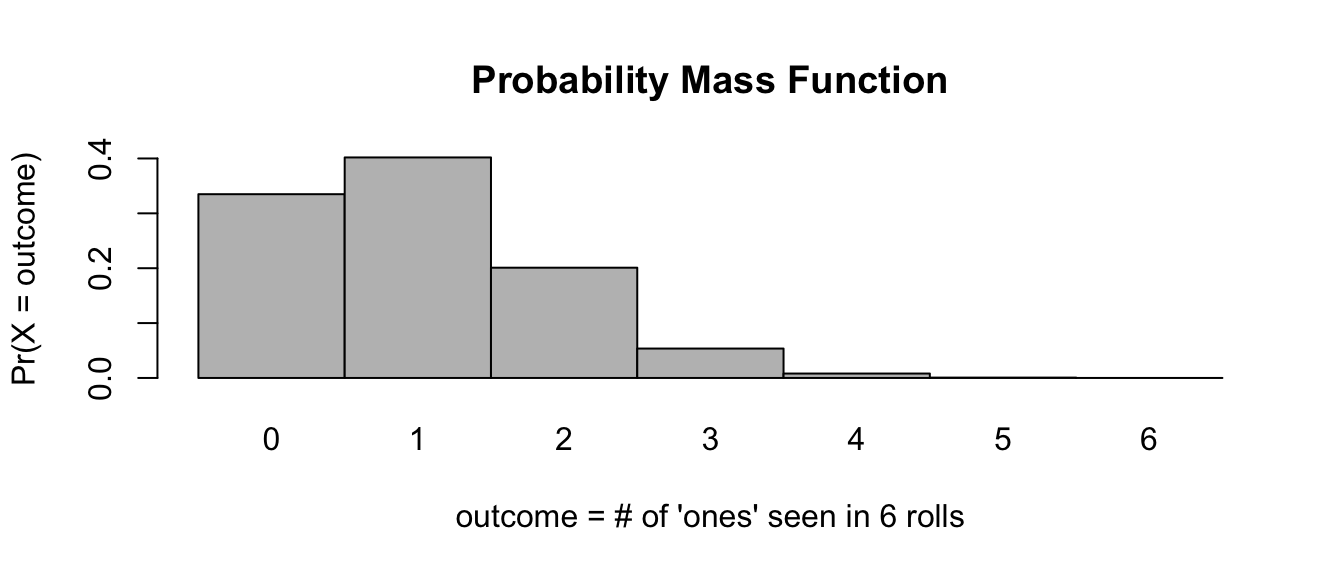 Probability Mass Function
Pr(X = outcome)
0.4
0.2
0.0
0 1 2 3 4 5 6
outcome = # of 'ones' seen in 6 rolls